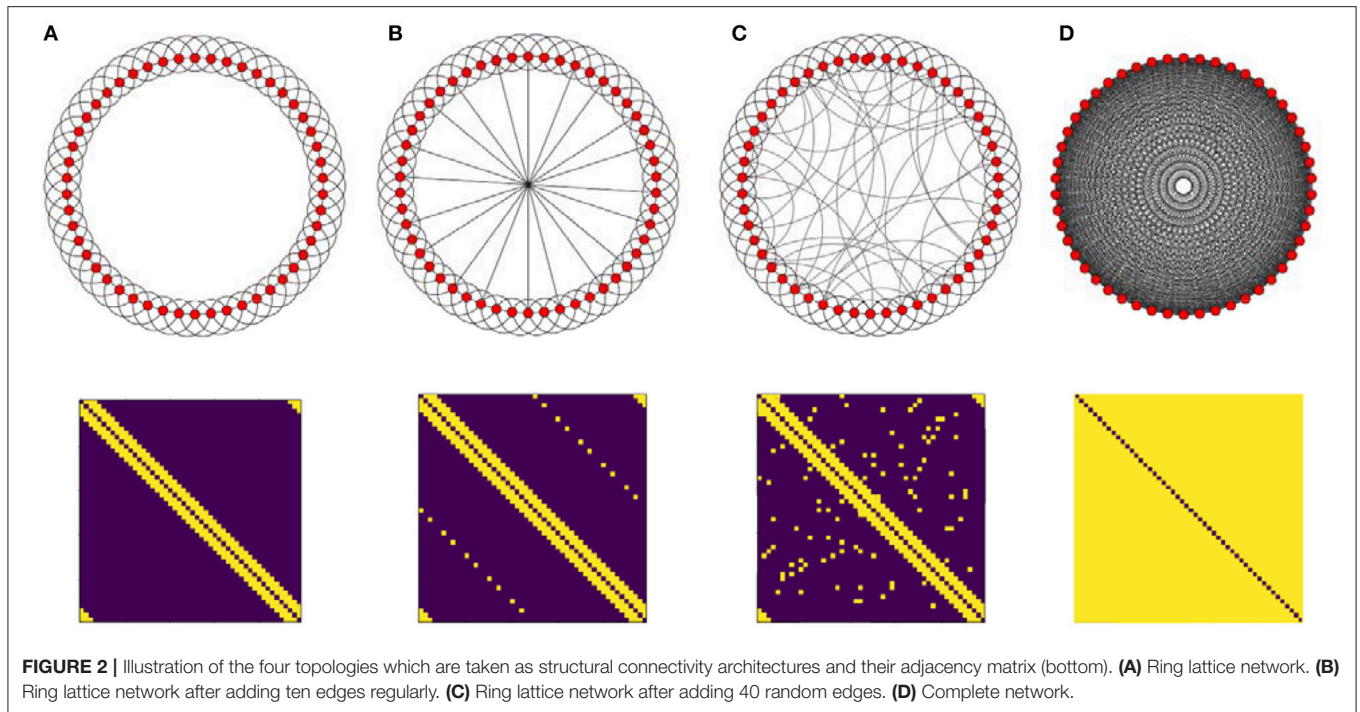 A
B
C
D
FIGURE 2 | Illustration of the four topologies which are taken as structural connectivity architectures and their adjacency matrix (bottom). (A) Ring lattice network. (B)
Ring lattice network after adding ten edges regularly. (C) Ring lattice network after adding 40 random edges. (D) Complete network.